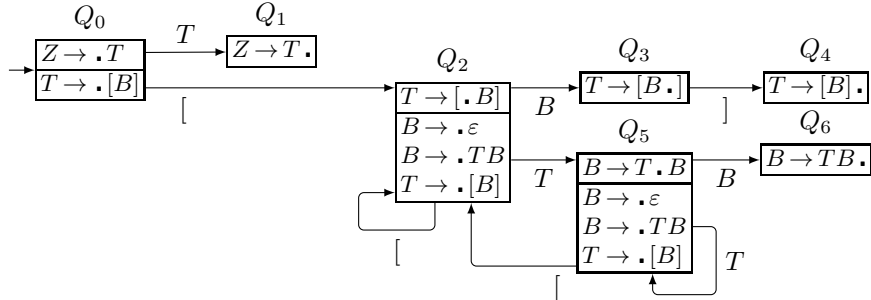 Q₀
Z → . T
T → . [B]
T
[
Q₁
Z → T .
Q₂
T → [ . B]
B → . ε
B → . TB
T → . [B]
[
B
T
Q₃
T → [B . ]
]
Q₄
T → [B] .
Q₅
B → T . B
B → . ε
B → . TB
T → . [B]
[
T
B
Q₆
B → TB .